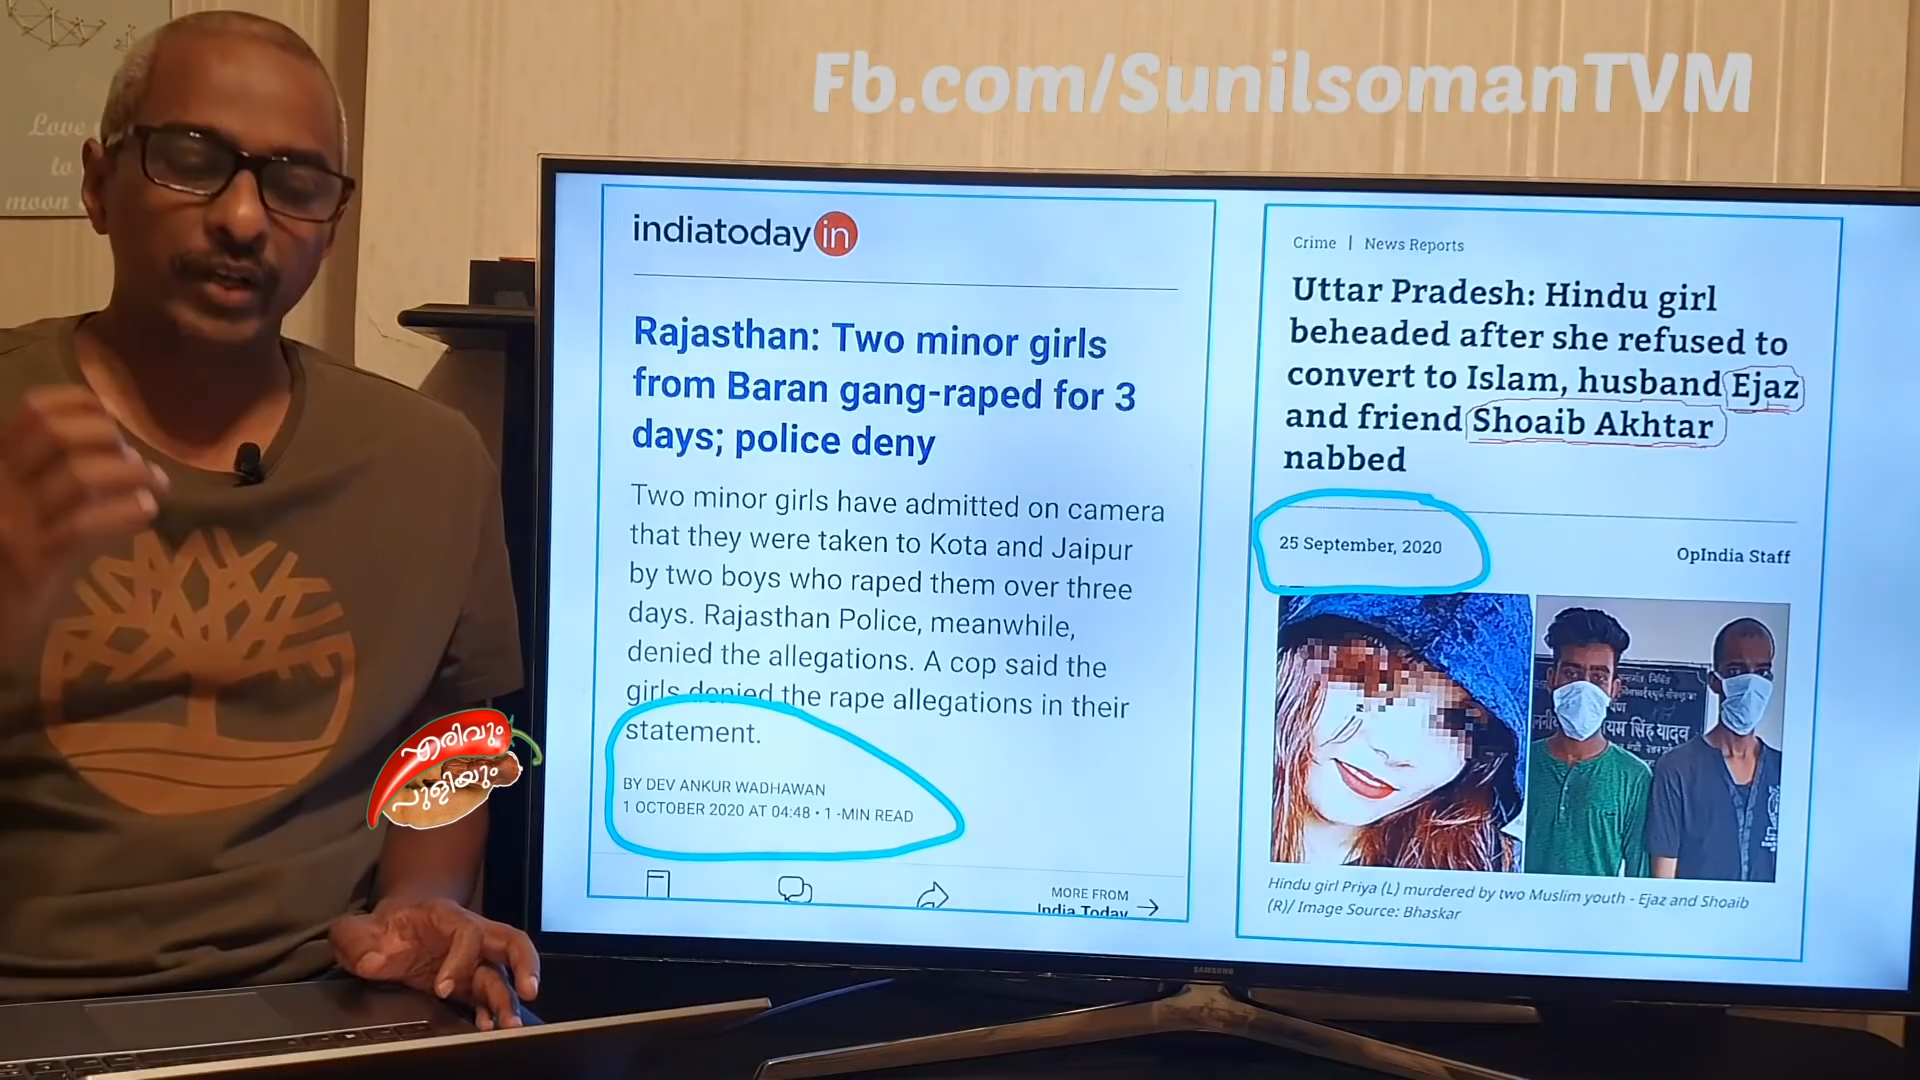 Fb.com/SunilsomanTVM
Love
to
moon
indiatoday in
Rajasthan: Two minor girls
from Baran gang-raped for 3
days; police deny
Two minor girls have admitted on camera
that they were taken to Kota and Jaipur
by two boys who raped them over three
days. Rajasthan Police, meanwhile,
denied the allegations. A cop said the
girls denied the rape allegations in their
statement.
BY DEV ANKUR WADHAWAN
1 OCTOBER 2020 AT 04:48 • 1 -MIN READ
MORE FROM
India Today
Crime | News Reports
Uttar Pradesh: Hindu girl
beheaded after she refused to
convert to Islam, husband Ejaz
and friend Shoaib Akhtar
nabbed
25 September, 2020
OpIndia Staff
यम सिंह यादव
Hindu girl Priya (L) murdered by two Muslim youth - Ejaz and Shoaib
(R)/ Image Source: Bhaskar
എരിവും
പുളിയും
SAMSUNG